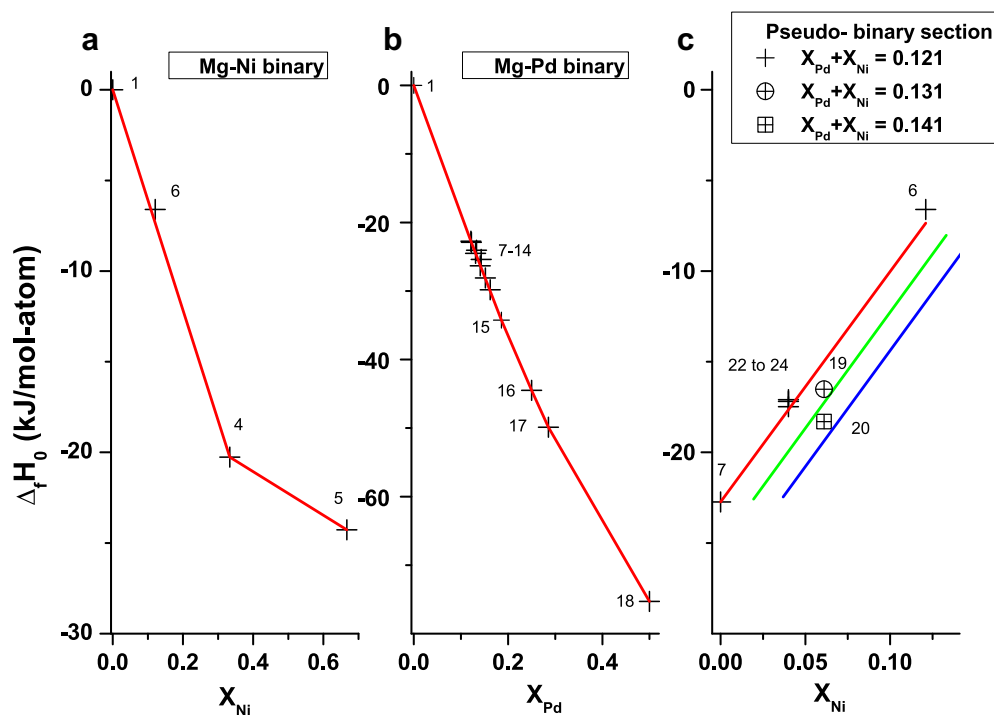 a
Mg-Ni binary
b
Mg-Pd binary
c
Pseudo- binary section
X_Pd+X_Ni = 0.121
X_Pd+X_Ni = 0.131
X_Pd+X_Ni = 0.141
Δ_fH_0 (kJ/mol-atom)
0
-10
-20
-30
1
6
4
5
0.0 0.2 0.4 0.6
X_Ni
0
-20
-40
-60
1
7-14
15
16
17
18
0.0 0.2 0.4
X_Pd
0
-10
-20
6
22 to 24
19
20
7
0.00 0.05 0.10
X_Ni